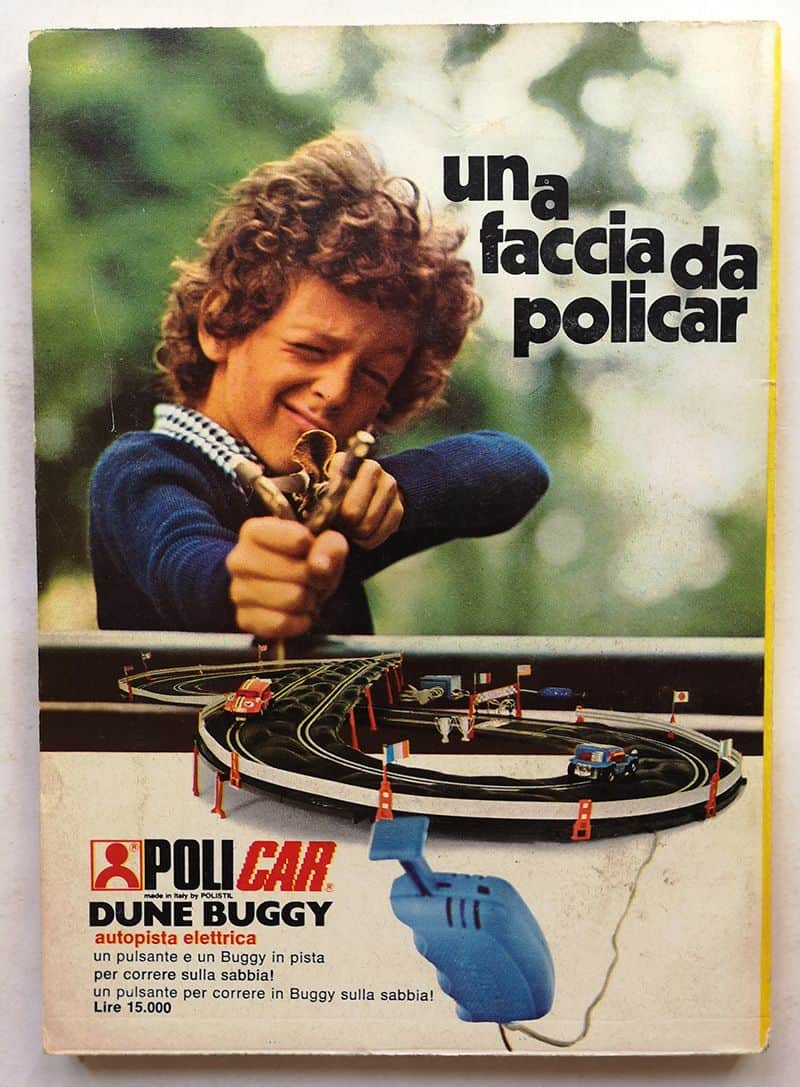 una
faccia da
policar
POLICAR
made in Italy by POLISTIL
DUNE BUGGY
autopista elettrica
un pulsante e un Buggy in pista
per correre sulla sabbia!
un pulsante per correre in Buggy sulla sabbia!
Lire 15.000